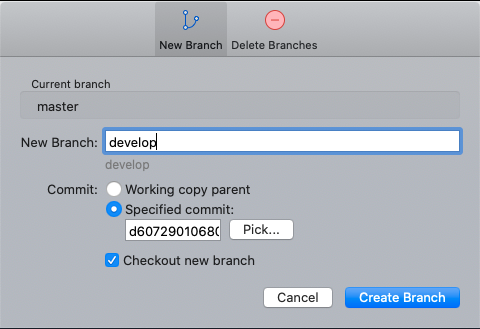 New Branch Delete Branches
Current branch
master
New Branch: develop
develop
Commit: Working copy parent
Specified commit:
d6072901068( Pick...
Checkout new branch
Cancel Create Branch